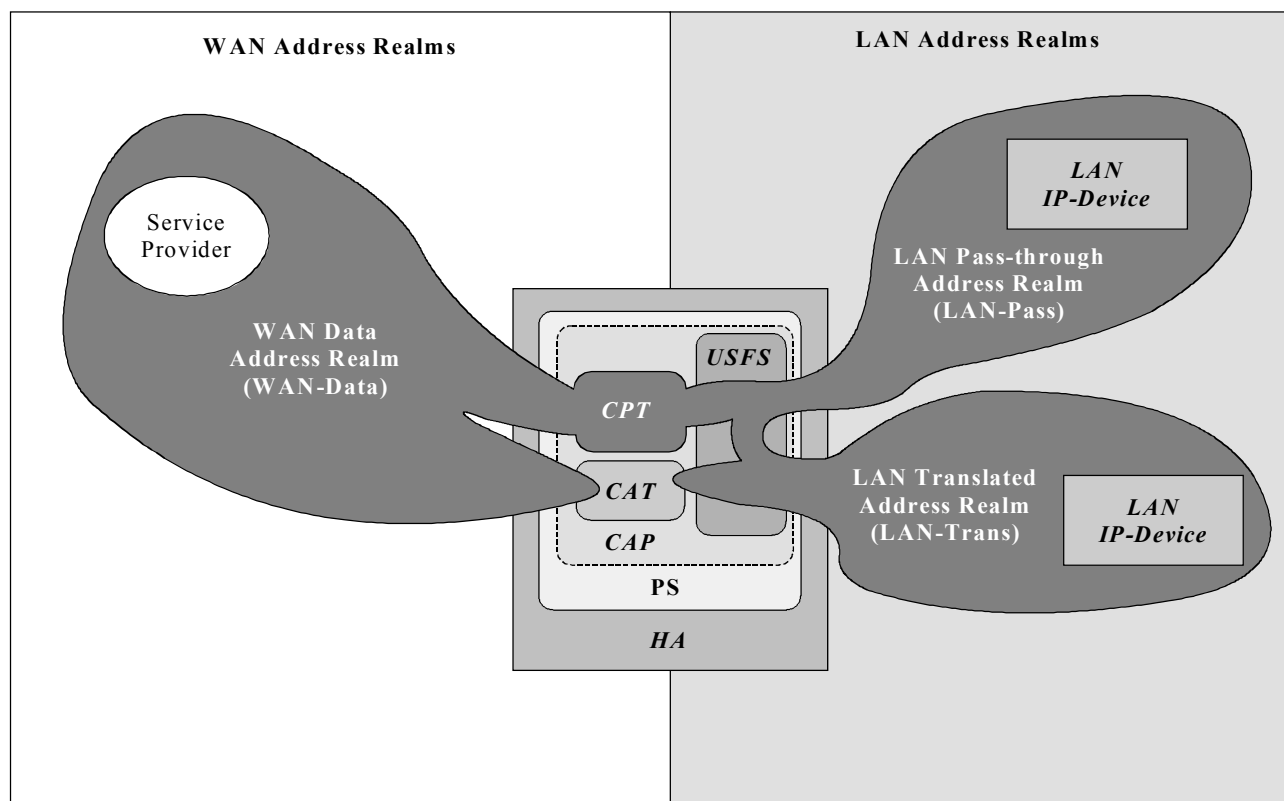 WAN Address Realms
LAN Address Realms
Service
Provider
WAN Data
Address Realm
(WAN-Data)
LAN
IP-Device
LAN Pass-through
Address Realm
(LAN-Pass)
USFS
CPT
CAT
CAP
PS
HA
LAN Translated
Address Realm
(LAN-Trans)
LAN
IP-Device